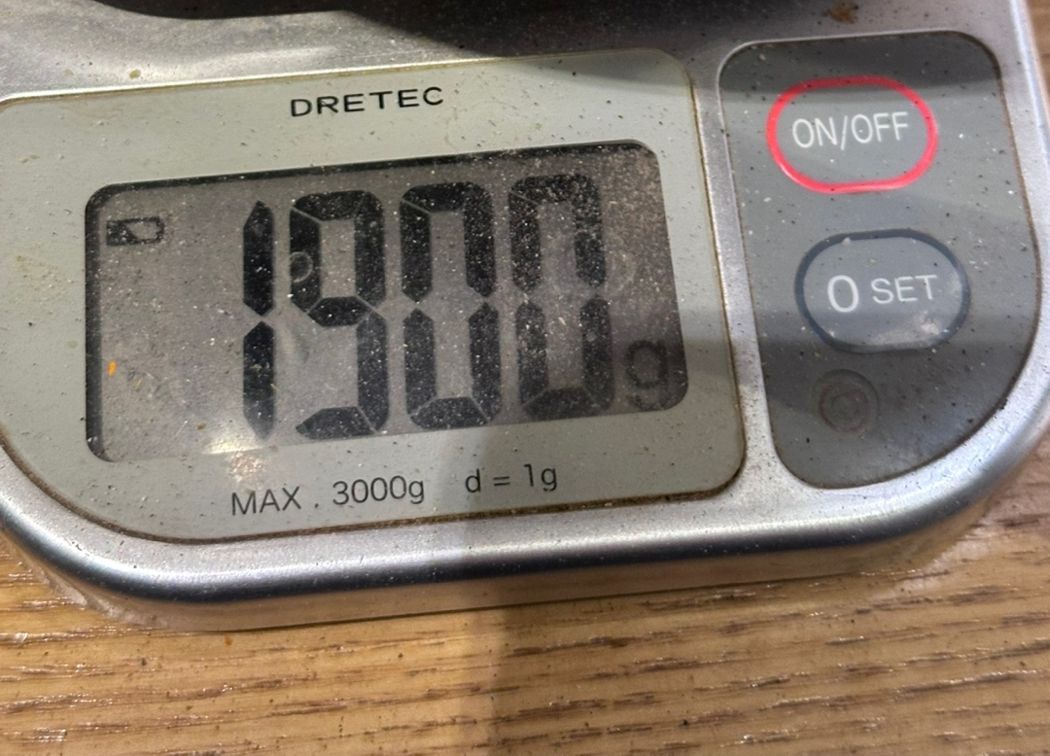 DRETEC
ON/OFF
1900g
0 SET
MAX . 3000g d = 1g